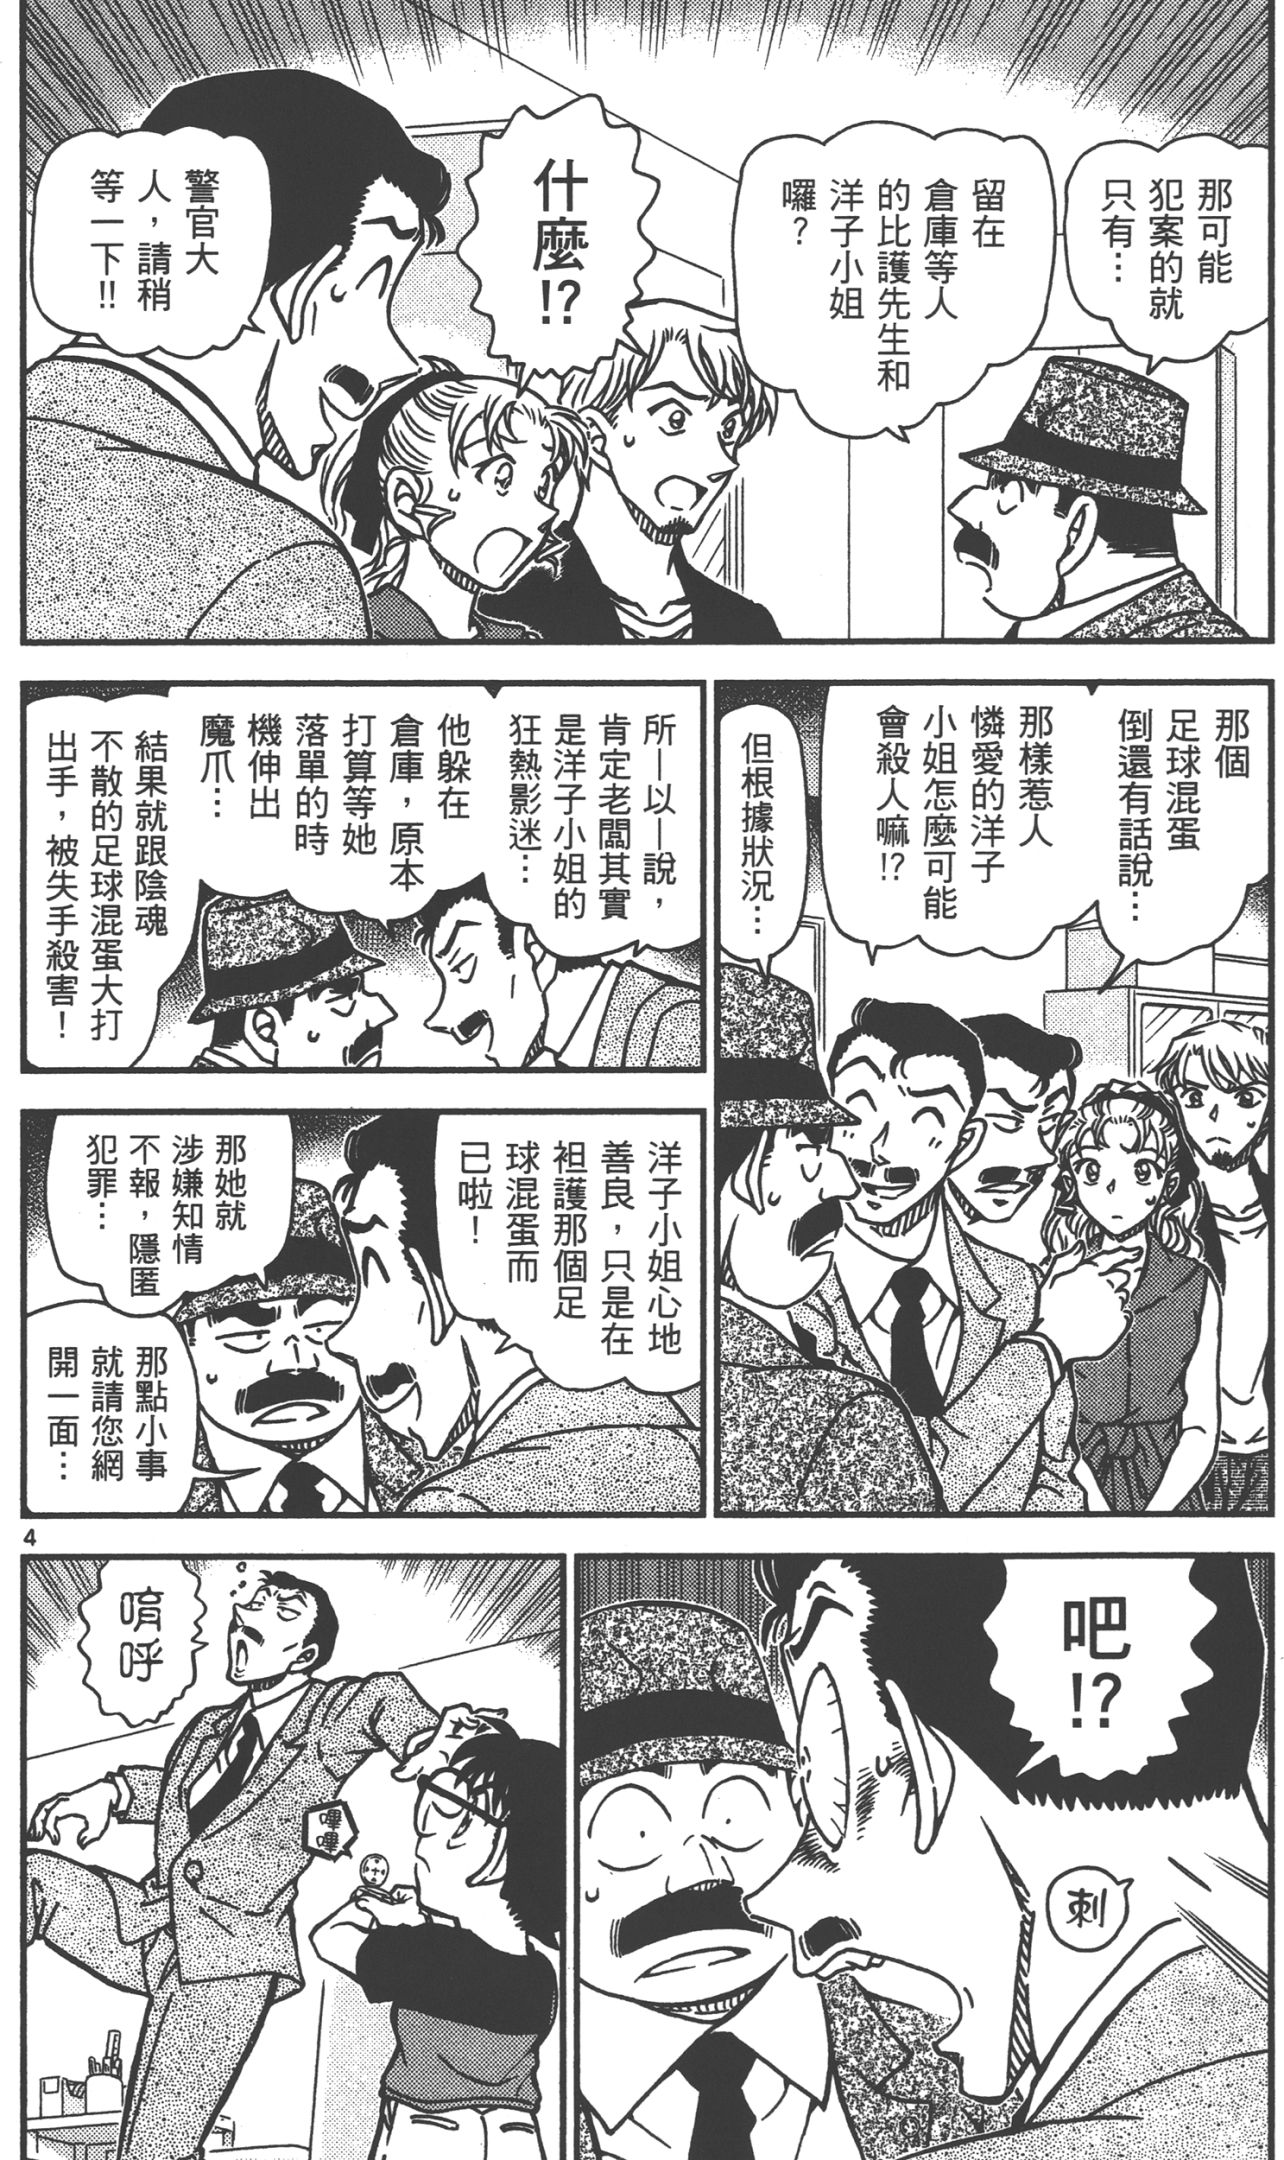 那可能
犯案的就
只有…
留在
倉庫等人
的比護先生和
洋子小姐
囉？
什麼!?
警官大
人，請稍
等一下!!
那個
足球混蛋
倒還有話說…
那樣惹人
憐愛的洋子
小姐怎麼可能
會殺人嘛!?
但根據狀況…
所—以—說，
肯定老闆其實
是洋子小姐的
狂熱影迷…
他躲在
倉庫，原本
打算等她
落單的時
機伸出
魔爪…
結果就跟陰魂
不散的足球混蛋大打
出手，被失手殺害！
洋子小姐心地
善良，只是在
袒護那個足
球混蛋而
已啦！
那她就
涉嫌知情
不報，隱匿
犯罪…
那點小事
就請您網
開一面…
4
吧!?
刺
唷呼
嗶
嗶